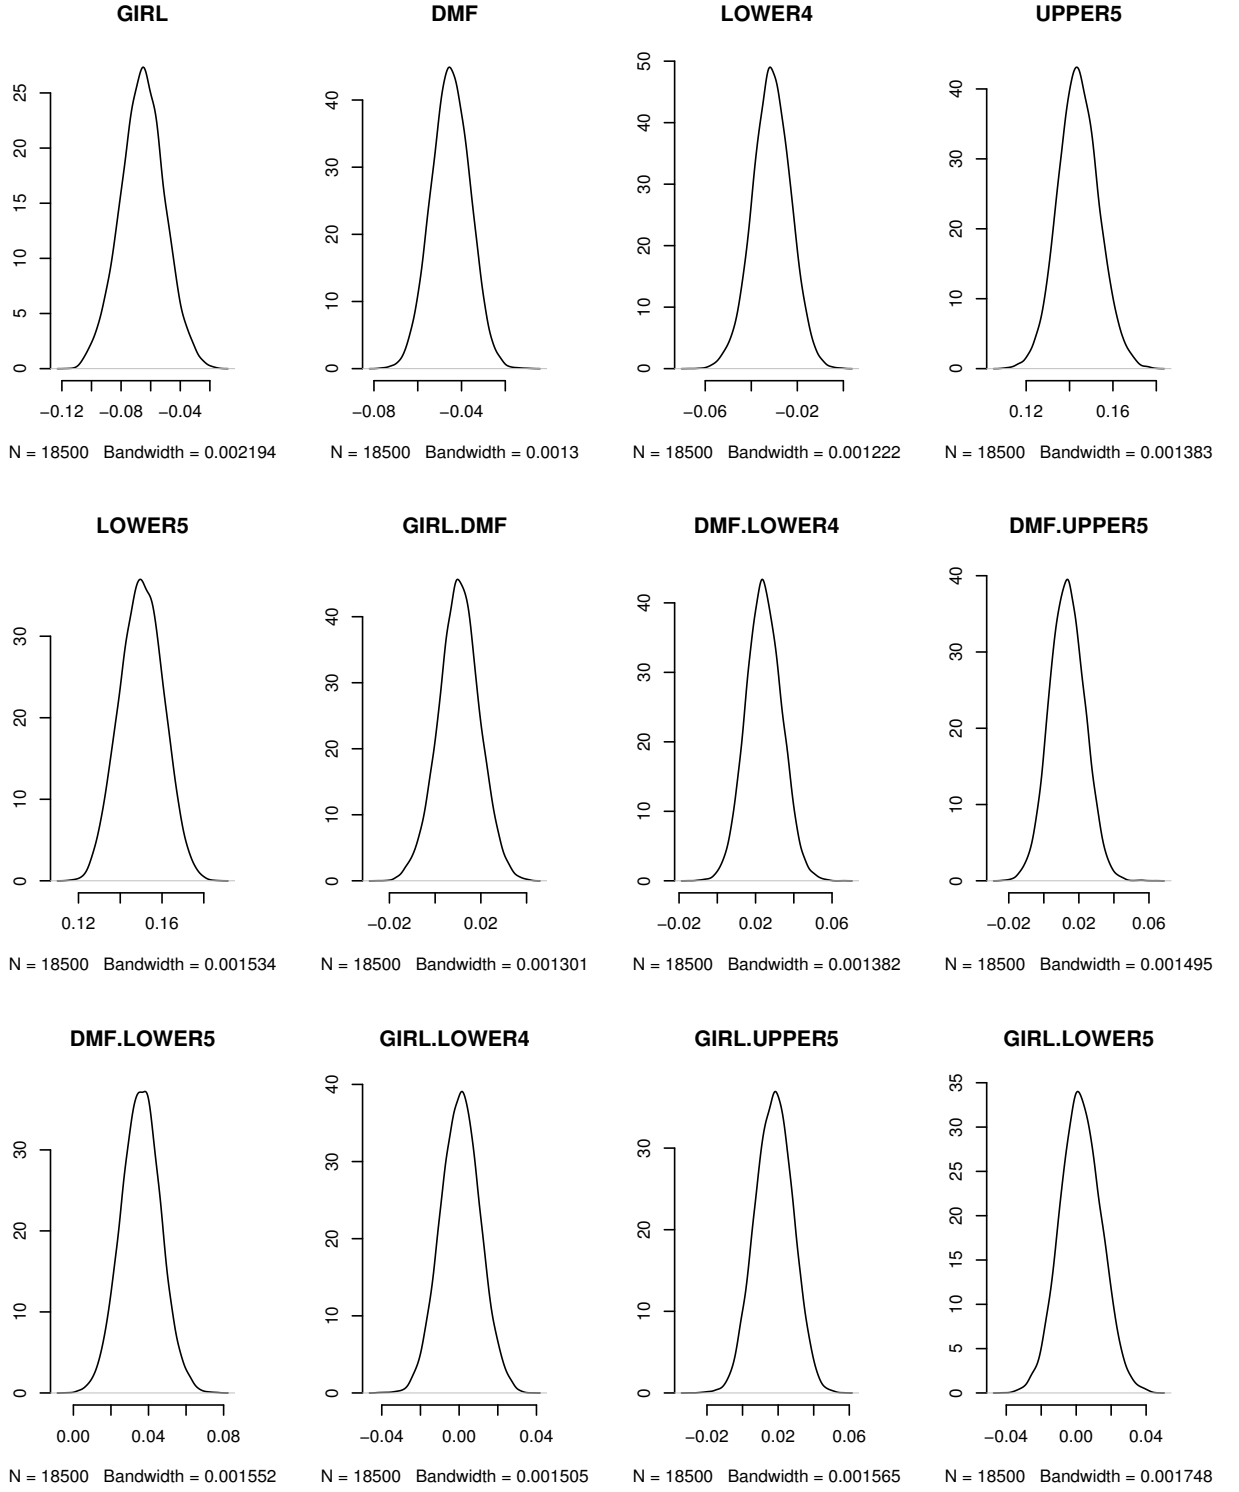 GIRL DMF LOWER4 UPPER5
0 5 10 15 20 25
0 10 20 30 40
0 10 20 30 40 50
0 10 20 30 40
−0.12 −0.08 −0.04
−0.08 −0.04
−0.06 −0.02
0.12 0.16
N = 18500 Bandwidth = 0.002194
N = 18500 Bandwidth = 0.0013
N = 18500 Bandwidth = 0.001222
N = 18500 Bandwidth = 0.001383
LOWER5 GIRL.DMF DMF.LOWER4 DMF.UPPER5
0 10 20 30
0 10 20 30 40
0 10 20 30 40
0 10 20 30 40
0.12 0.16
−0.02 0.02
−0.02 0.02 0.06
−0.02 0.02 0.06
N = 18500 Bandwidth = 0.001534
N = 18500 Bandwidth = 0.001301
N = 18500 Bandwidth = 0.001382
N = 18500 Bandwidth = 0.001495
DMF.LOWER5 GIRL.LOWER4 GIRL.UPPER5 GIRL.LOWER5
0 10 20 30
0 10 20 30 40
0 10 20 30
0 5 10 15 20 25 30 35
0.00 0.04 0.08
−0.04 0.00 0.04
−0.02 0.02 0.06
−0.04 0.00 0.04
N = 18500 Bandwidth = 0.001552
N = 18500 Bandwidth = 0.001505
N = 18500 Bandwidth = 0.001565
N = 18500 Bandwidth = 0.001748